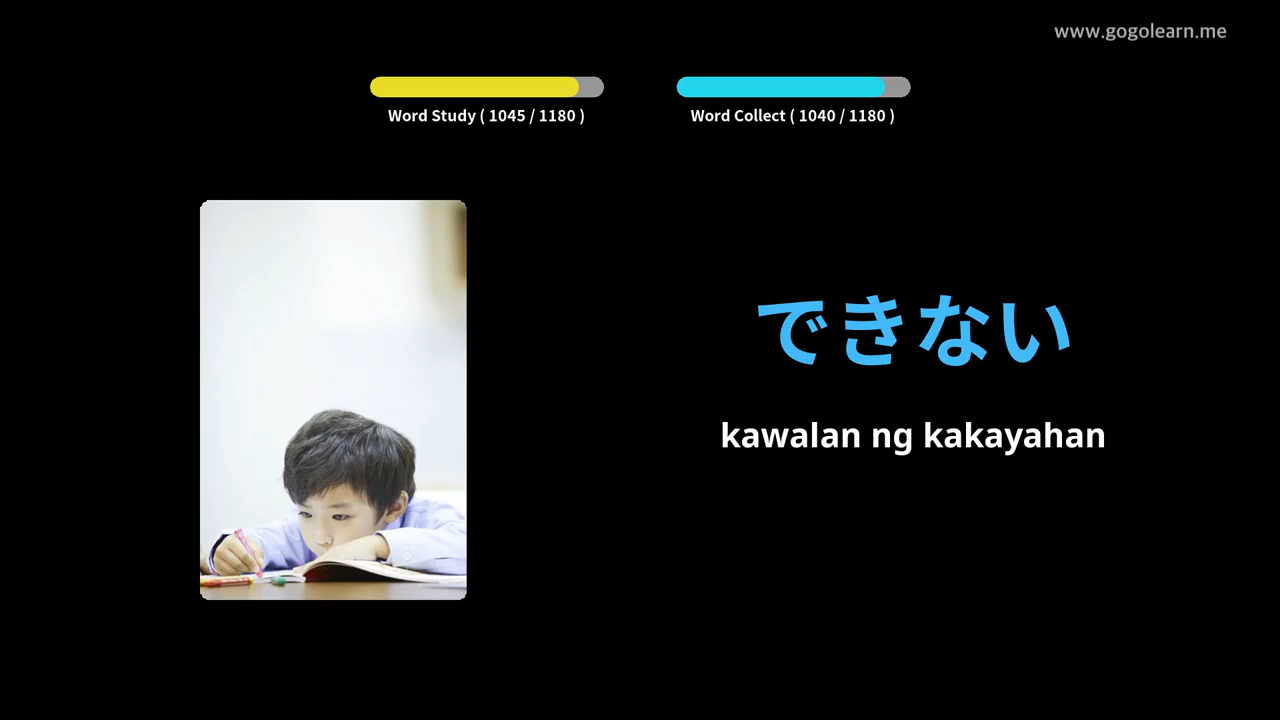 www.gogolearn.me
Word Study ( 1045 / 1180 )
Word Collect ( 1040 / 1180 )
できない
kawalan ng kakayahan